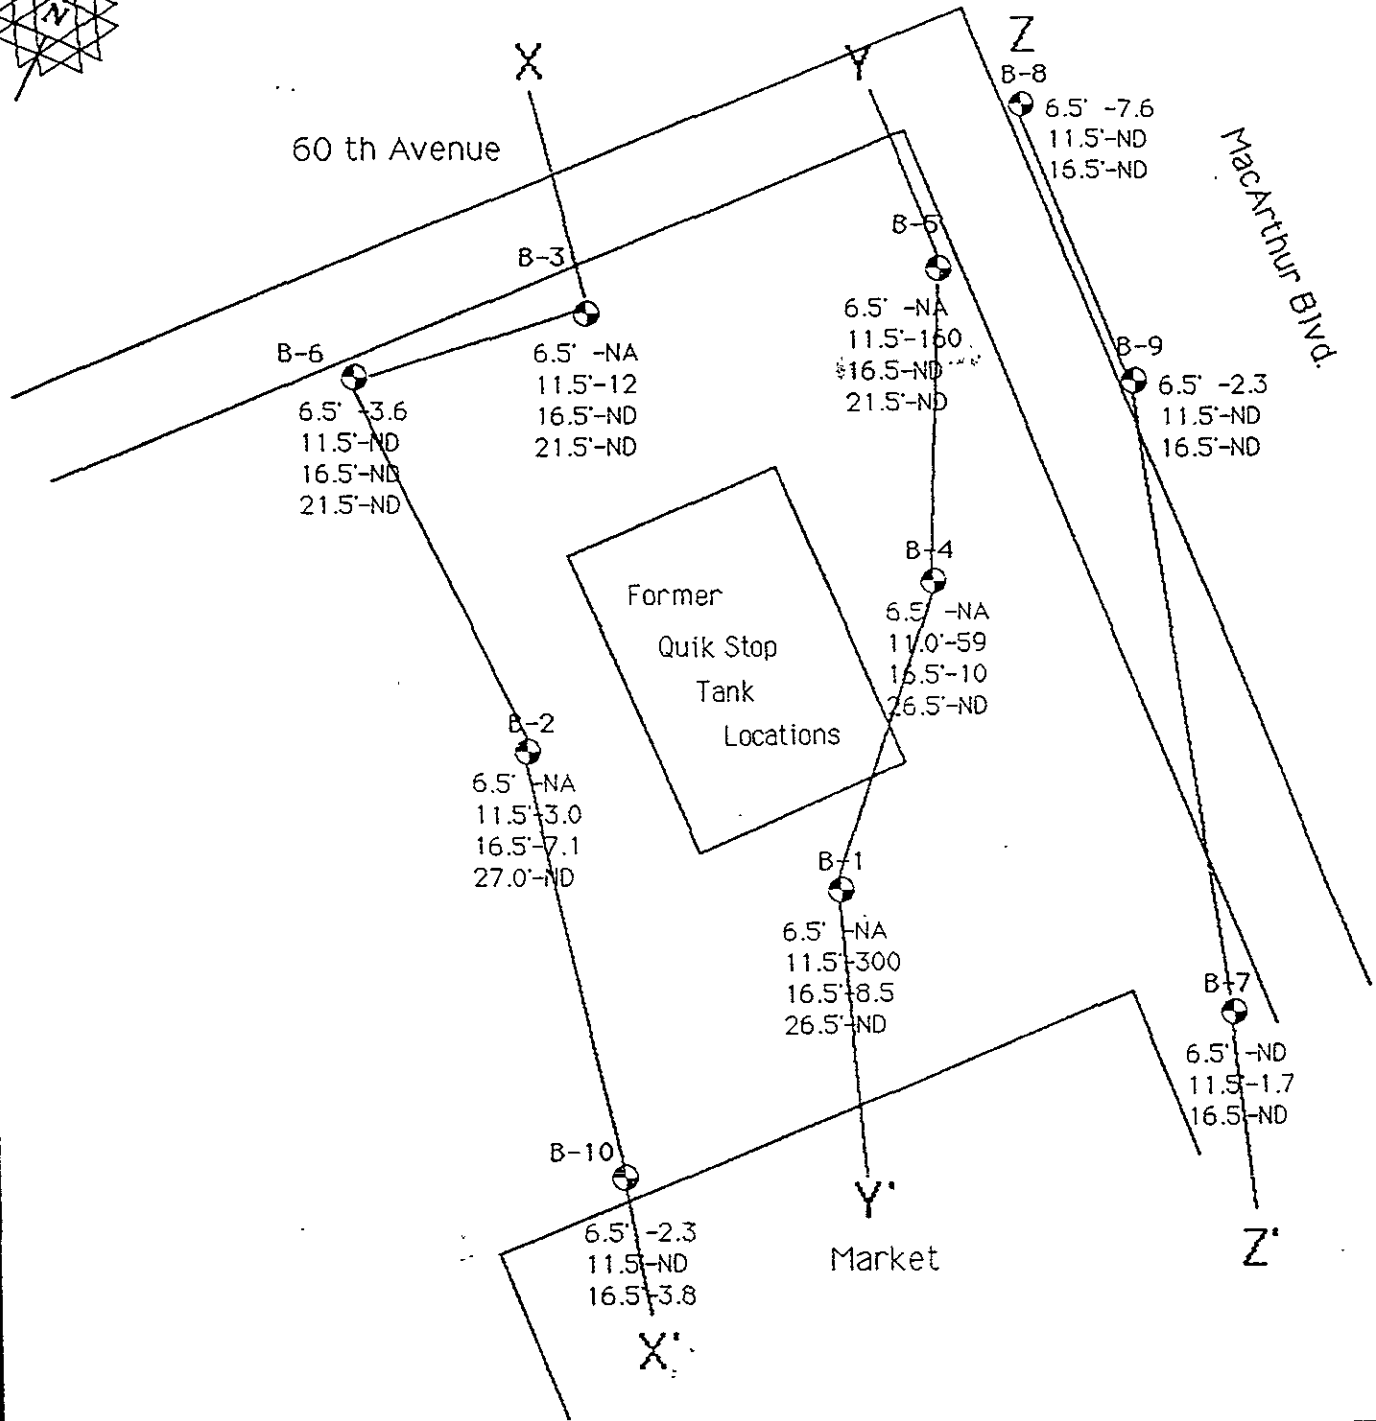 N
X
Y
Z
B-8
6.5' -7.6
11.5'-ND
16.5'-ND
60 th Avenue
MacArthur Blvd.
B-5
6.5' -NA
11.5'-160
16.5-ND
21.5'-ND
B-3
6.5' -NA
11.5'-12
16.5'-ND
21.5'-ND
B-6
6.5' -3.6
11.5'-ND
16.5'-ND
21.5'-ND
B-9
6.5' -2.3
11.5'-ND
16.5'-ND
Former
Quik Stop
Tank
Locations
B-4
6.5' -NA
11.0'-59
16.5'-10
26.5'-ND
B-2
6.5' -NA
11.5'-3.0
16.5'-7.1
27.0'-ND
B-1
6.5' -NA
11.5'-300
16.5'-8.5
26.5'-ND
B-7
6.5' -ND
11.5-1.7
16.5-ND
B-10
6.5' -2.3
11.5-ND
16.5'-3.8
Y'
Market
Z'
X'